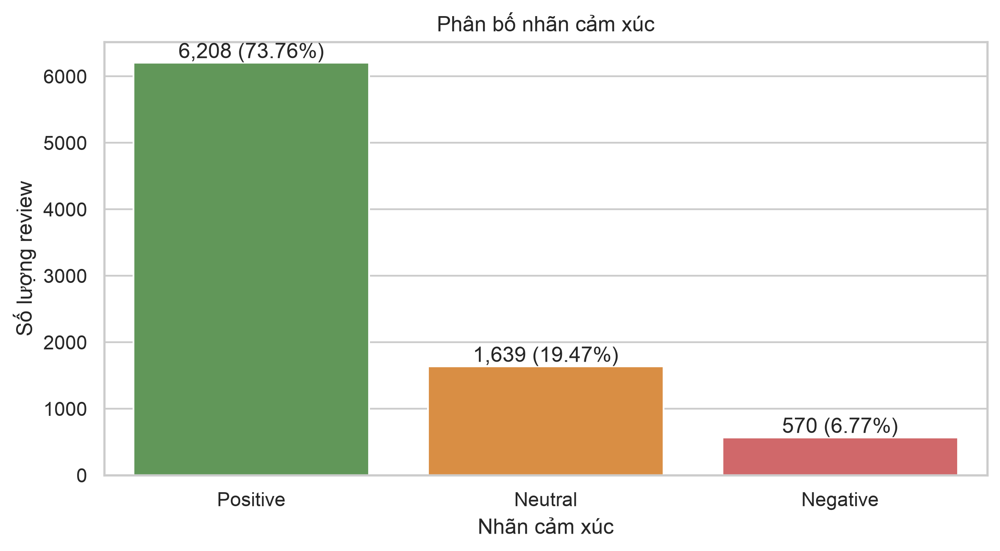 Phân bố nhãn cảm xúc
6,208 (73.76%)
6000
5000
4000
3000
2000
1000
0
Số lượng review
1,639 (19.47%)
570 (6.77%)
Positive
Neutral
Negative
Nhãn cảm xúc